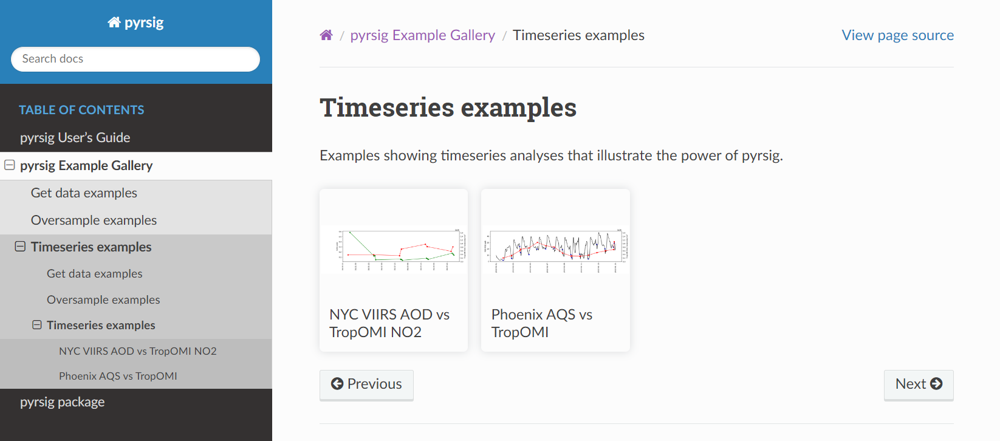 pyrsig
Search docs
TABLE OF CONTENTS
pyrsig User’s Guide
pyrsig Example Gallery
Get data examples
Oversample examples
Timeseries examples
Get data examples
Oversample examples
Timeseries examples
NYC VIIRS AOD vs TropOMI NO2
Phoenix AQS vs TropOMI
pyrsig package
/ pyrsig Example Gallery / Timeseries examples
View page source
Timeseries examples
Examples showing timeseries analyses that illustrate the power of pyrsig.
NYC VIIRS AOD vs
TropOMI NO2
Phoenix AQS vs
TropOMI
Previous
Next